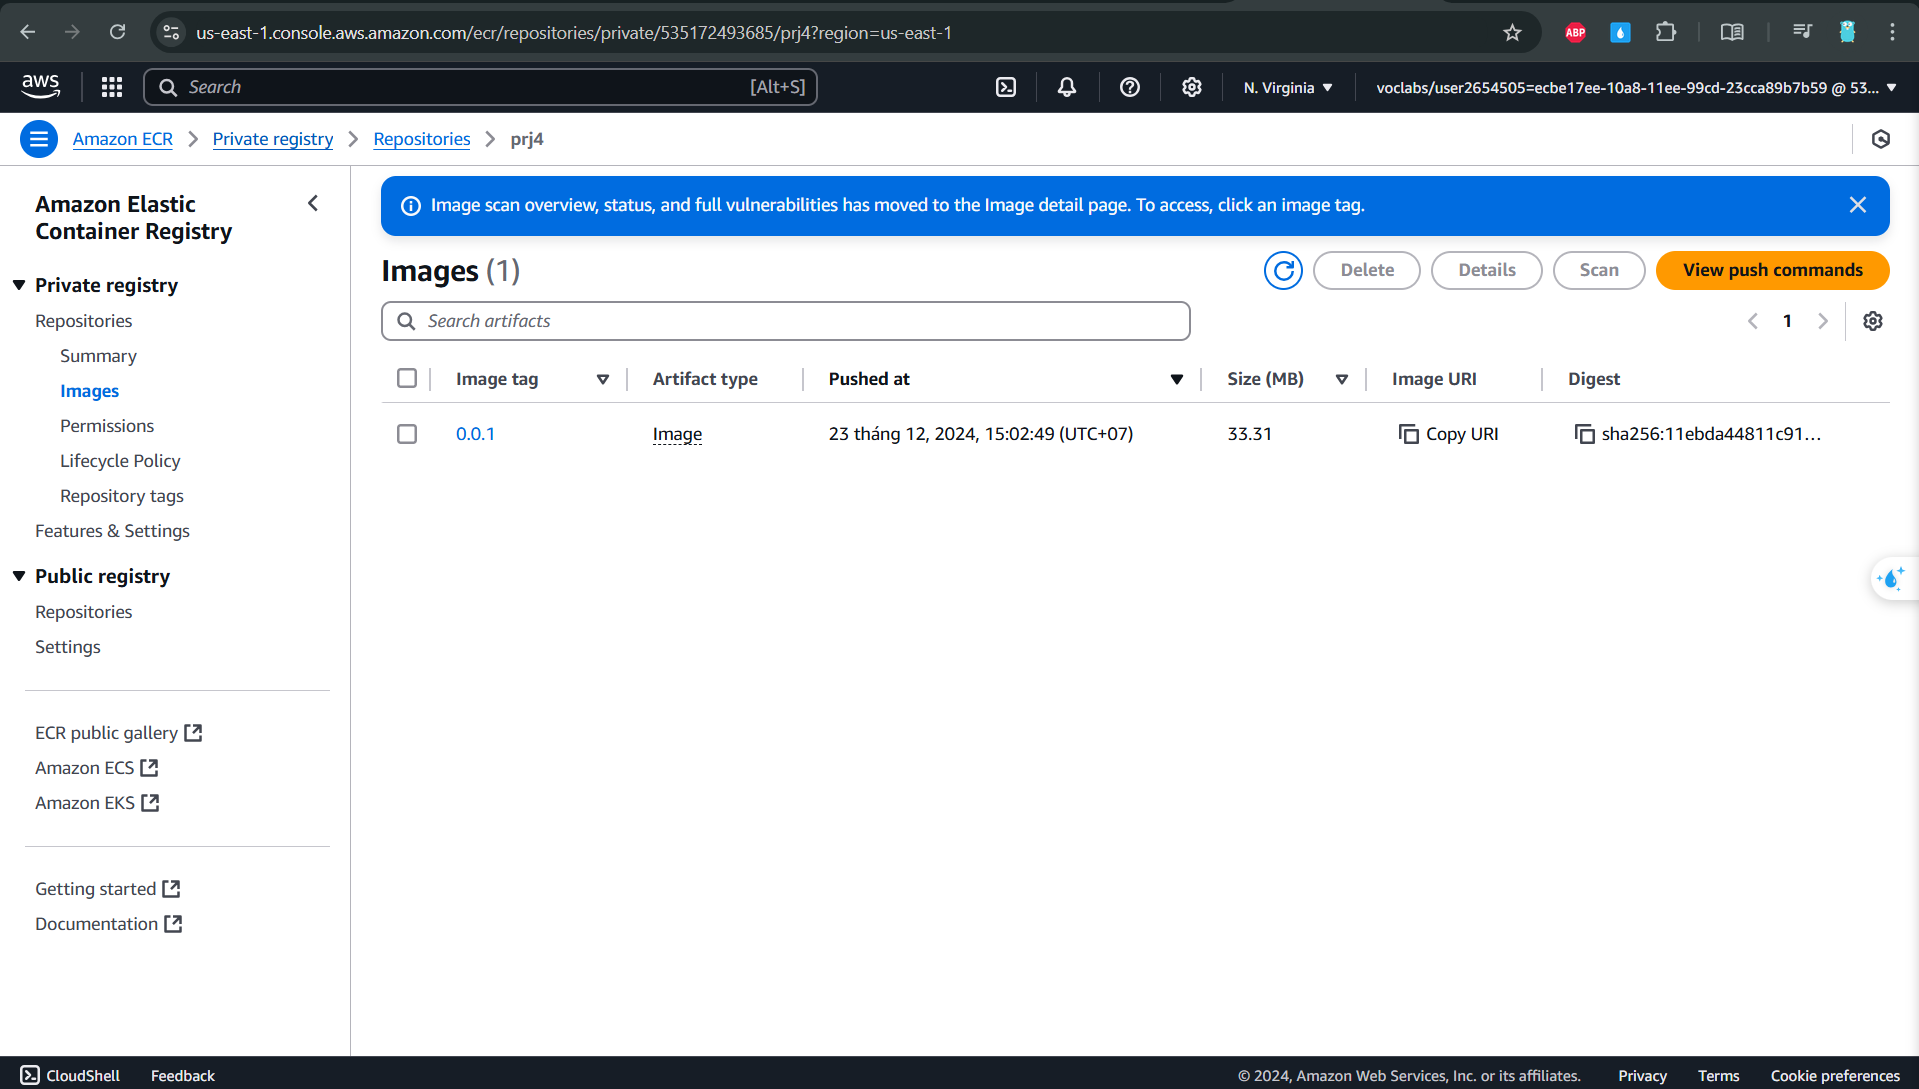 us-east-1.console.aws.amazon.com/ecr/repositories/private/535172493685/prj4?region=us-east-1
ABP
aws
Search
[Alt+S]
N. Virginia
voclabs/user2654505=ecbe17ee-10a8-11ee-99cd-23cca89b7b59 @ 53...
Amazon ECR
Private registry
Repositories
prj4
Amazon Elastic
Container Registry
Private registry
Repositories
Summary
Images
Permissions
Lifecycle Policy
Repository tags
Features & Settings
Public registry
Repositories
Settings
ECR public gallery
Amazon ECS
Amazon EKS
Getting started
Documentation
Image scan overview, status, and full vulnerabilities has moved to the Image detail page. To access, click an image tag.
Images (1)
Delete
Details
Scan
View push commands
Search artifacts
1
Image tag
Artifact type
Pushed at
Size (MB)
Image URI
Digest
0.0.1
Image
23 tháng 12, 2024, 15:02:49 (UTC+07)
33.31
Copy URI
sha256:11ebda44811c91...
CloudShell
Feedback
© 2024, Amazon Web Services, Inc. or its affiliates.
Privacy
Terms
Cookie preferences